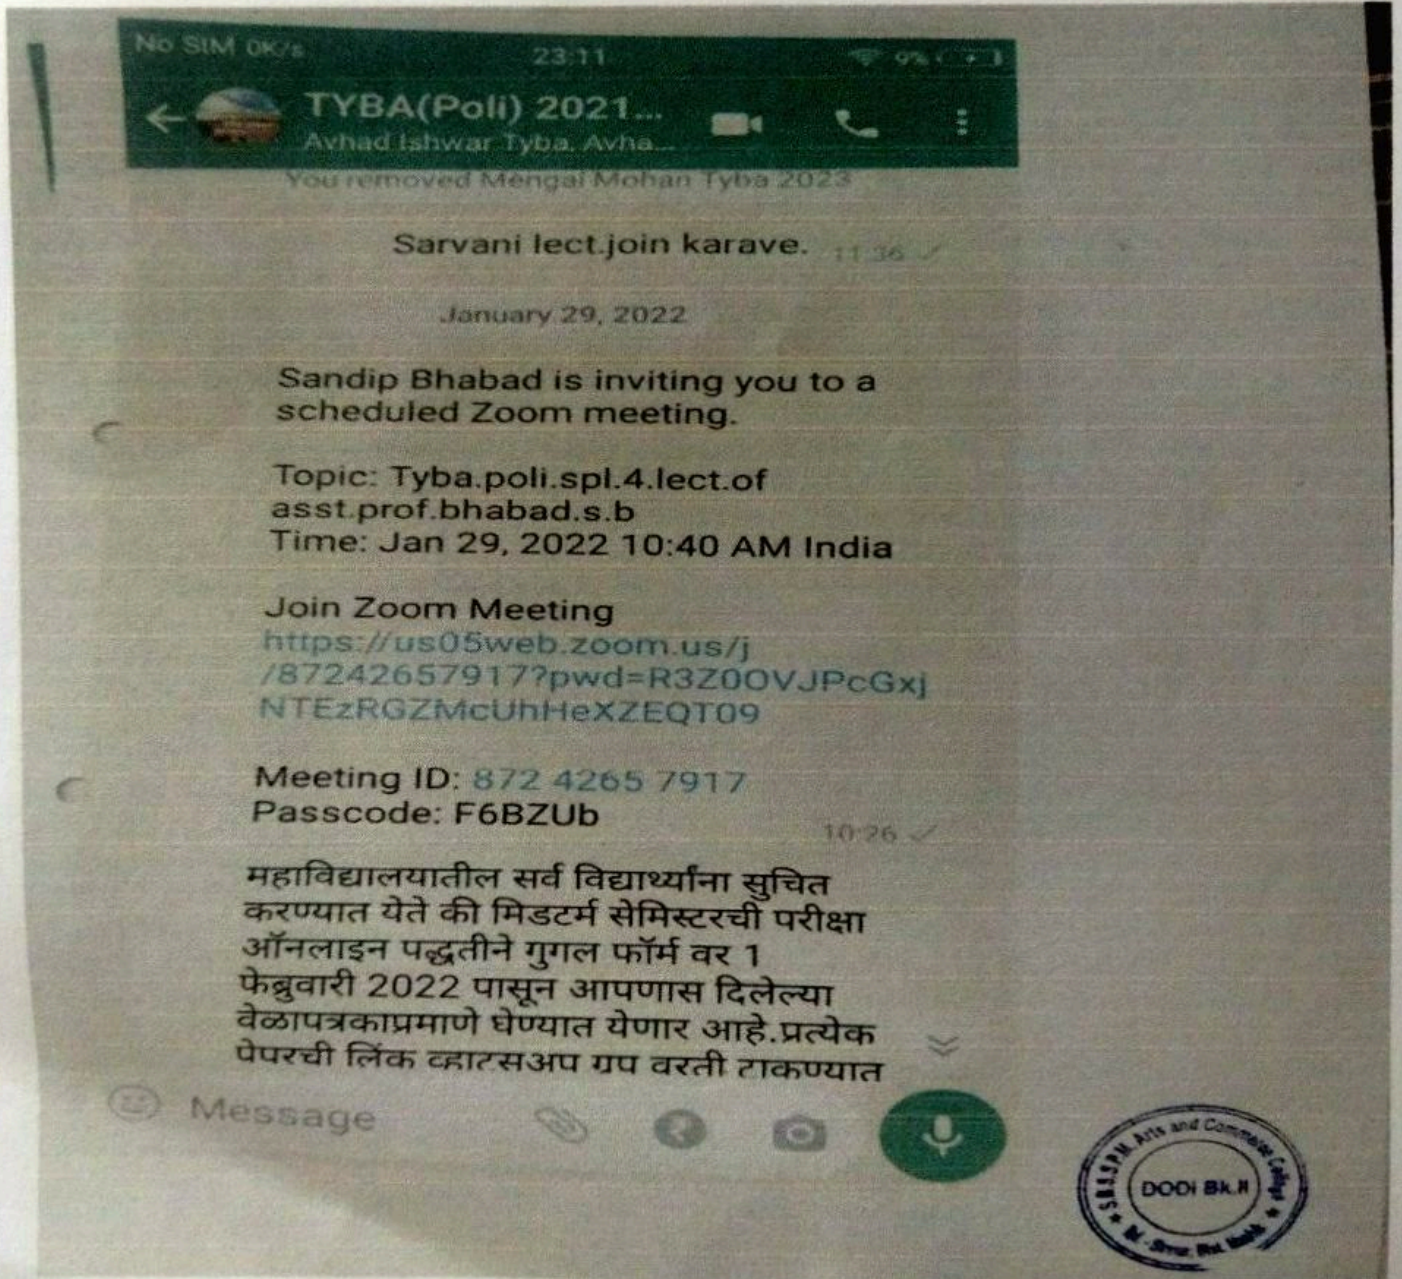 No SIM 0K/s 23:11 9%
TYBA(Poli) 2021...
Avhad Ishwar Tyba, Avha...
You removed Mengal Mohan Tyba 2023
Sarvani lect.join karave. 11:36
January 29, 2022
Sandip Bhabad is inviting you to a
scheduled Zoom meeting.
Topic: Tyba.poli.spl.4.lect.of
asst.prof.bhabad.s.b
Time: Jan 29, 2022 10:40 AM India
Join Zoom Meeting
https://us05web.zoom.us/j
/87242657917?pwd=R3Z0OVJPcGxj
NTEzRGZMcUhHeXZEQT09
Meeting ID: 872 4265 7917
Passcode: F6BZUb
10:26
महाविद्यालयातील सर्व विद्यार्थ्यांना सुचित
करण्यात येते की मिडटर्म सेमिस्टरची परीक्षा
ऑनलाइन पद्धतीने गुगल फॉर्म वर 1
फेब्रुवारी 2022 पासून आपणास दिलेल्या
वेळापत्रकाप्रमाणे घेण्यात येणार आहे.प्रत्येक
पेपरची लिंक व्हाटसअप ग्रप वरती टाकण्यात
Message
Arts and Commerce College
DODI Bk.
Dist.